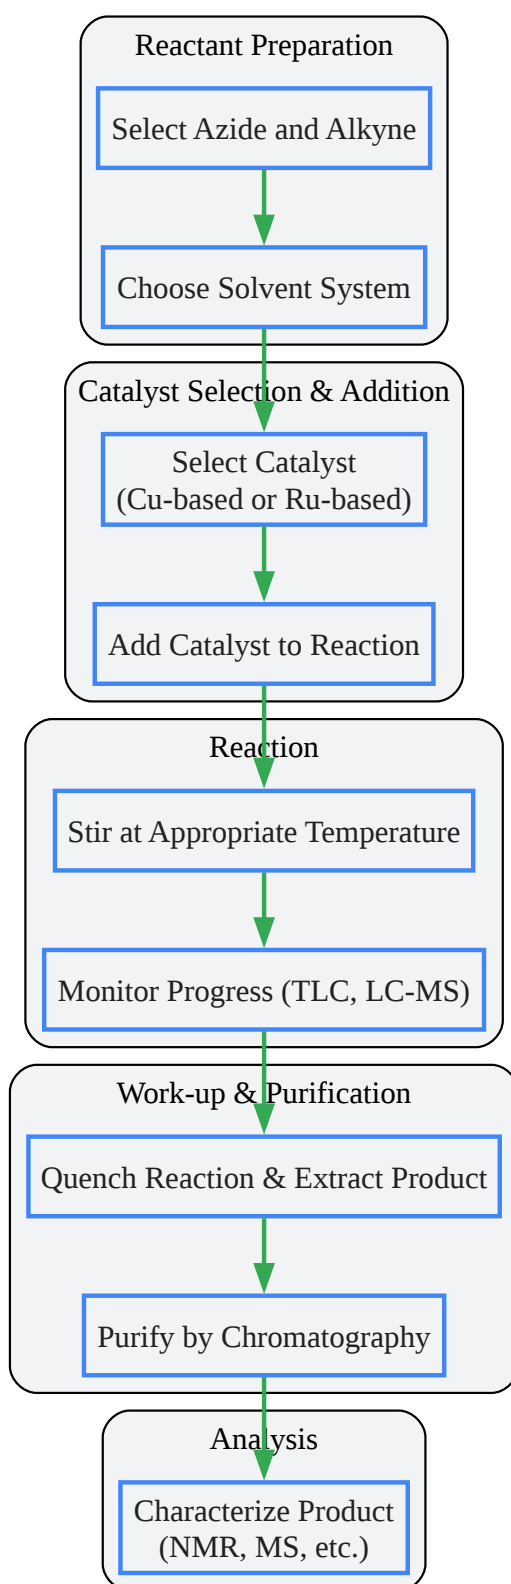 Reactant Preparation
Select Azide and Alkyne
Choose Solvent System
Catalyst Selection & Addition
Select Catalyst
(Cu-based or Ru-based)
Add Catalyst to Reaction
Reaction
Stir at Appropriate Temperature
Monitor Progress (TLC, LC-MS)
Work-up & Purification
Quench Reaction & Extract Product
Purify by Chromatography
Analysis
Characterize Product
(NMR, MS, etc.)